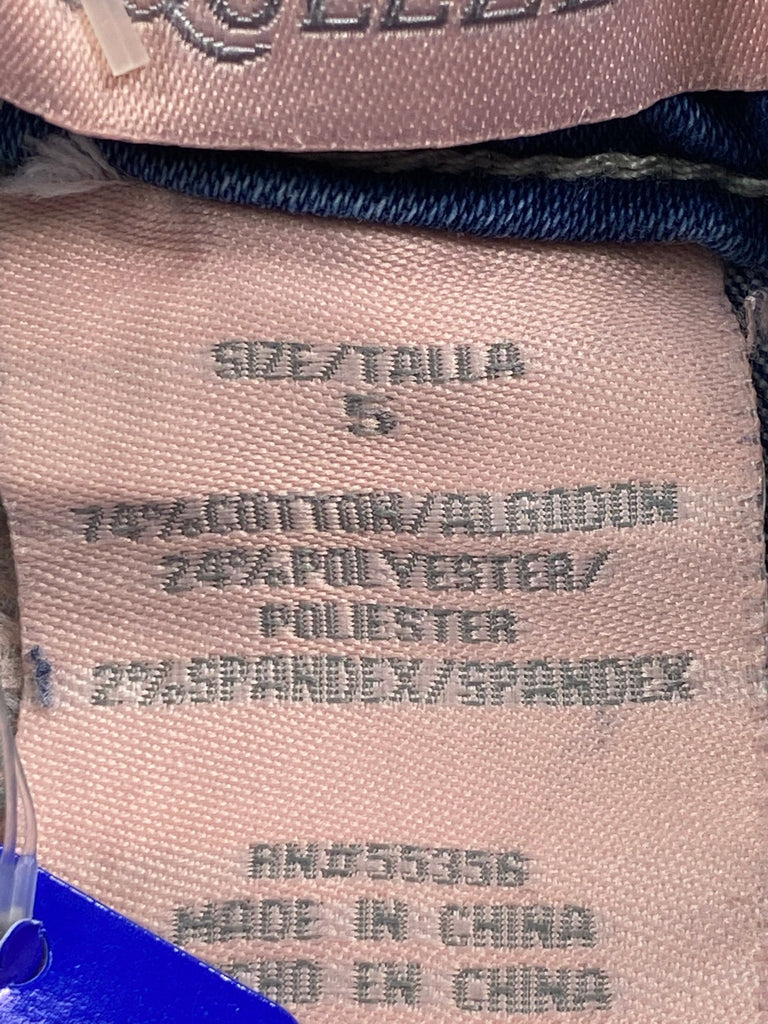 SIZE/TALLA
5
74%COTTON/ALGODON
24%POLYESTER/
POLIESTER
2%SPANDEX/SPANDEX
RN#55356
MADE IN CHINA
EN CHINA